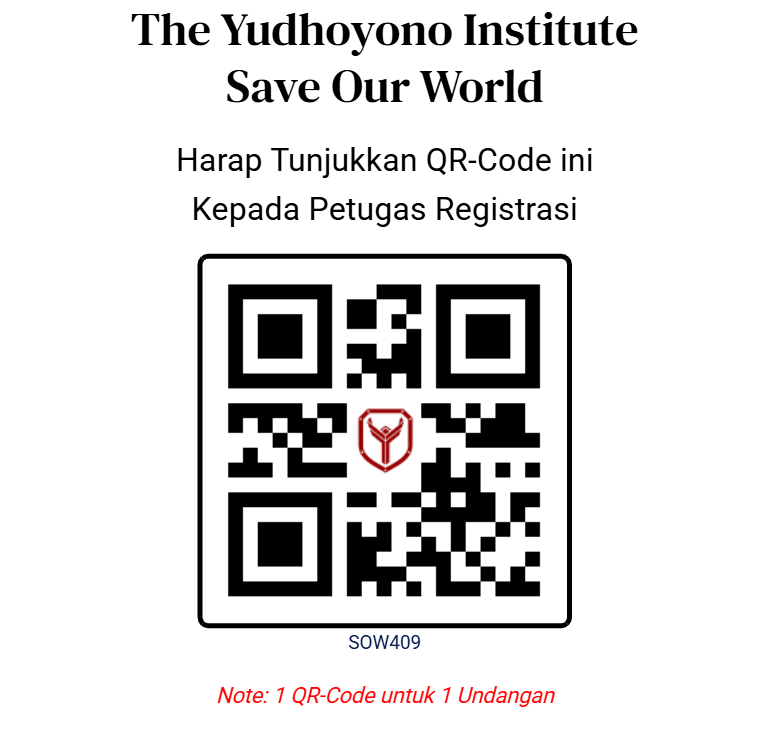 The Yudhoyono Institute
Save Our World
Harap Tunjukkan QR-Code ini
Kepada Petugas Registrasi
SOW409
Note: 1 QR-Code untuk 1 Undangan